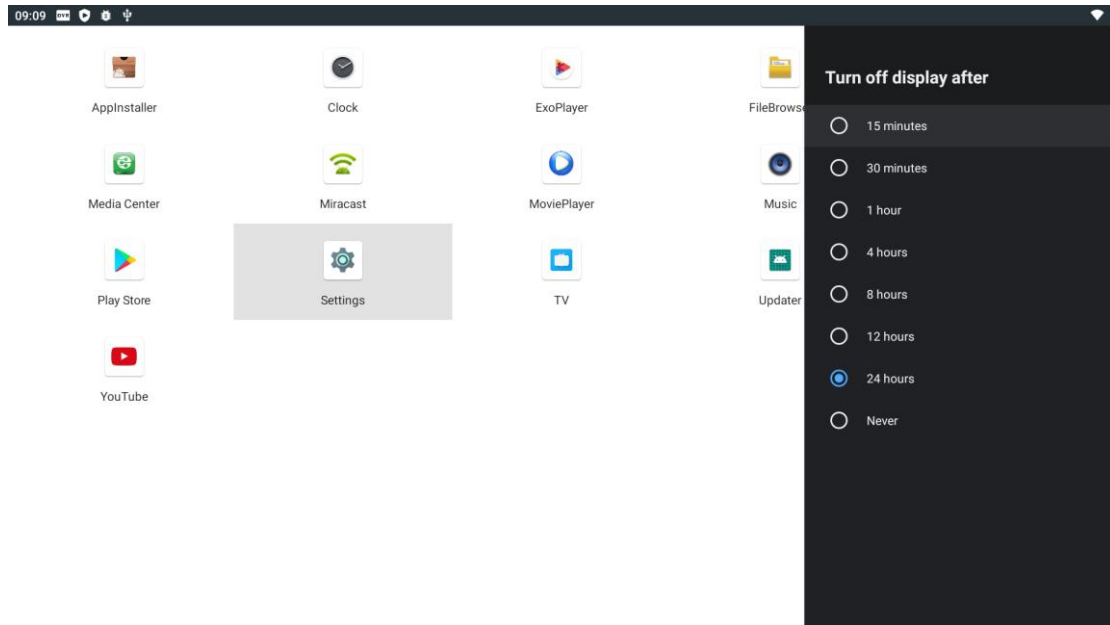 09:09 DVR
AppInstaller Clock ExoPlayer FileBrowse
Media Center Miracast MoviePlayer Music
Play Store Settings TV Updater
YouTube
Turn off display after
15 minutes
30 minutes
1 hour
4 hours
8 hours
12 hours
24 hours
Never